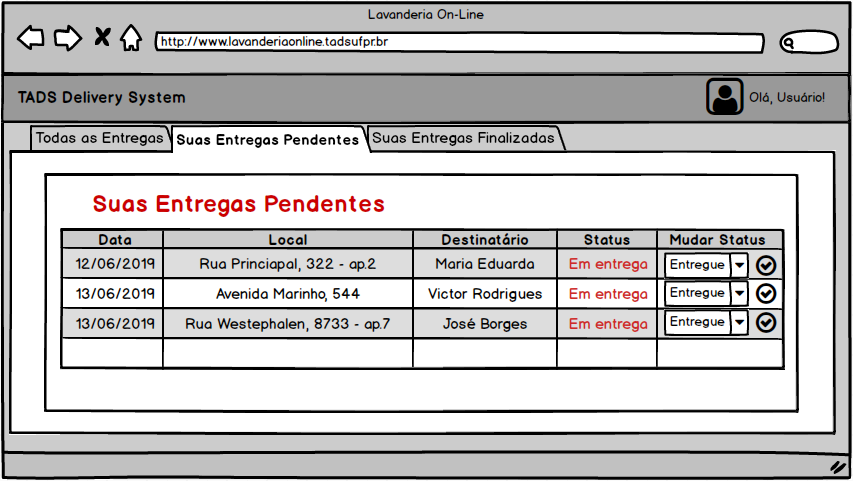 Lavanderia On-Line
http://www.lavanderiaonline.tadsufpr.br
TADS Delivery System
Olá, Usuário!
Todas as Entregas Suas Entregas Pendentes Suas Entregas Finalizadas
Suas Entregas Pendentes
Data Local Destinatário Status Mudar Status
12/06/2019 Rua Princiapal, 322 - ap.2 Maria Eduarda Em entrega Entregue
13/06/2019 Avenida Marinho, 544 Victor Rodrigues Em entrega Entregue
13/06/2019 Rua Westephalen, 8733 - ap.7 José Borges Em entrega Entregue